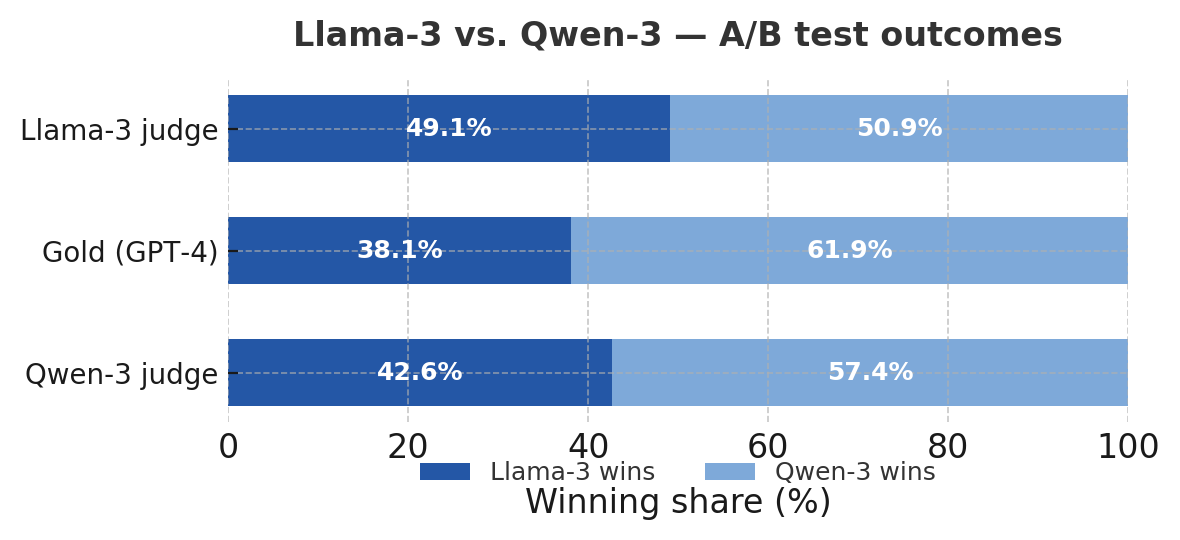 Llama-3 vs. Qwen-3 — A/B test outcomes
Llama-3 judge 49.1% 50.9%
Gold (GPT-4) 38.1% 61.9%
Qwen-3 judge 42.6% 57.4%
0 20 40 60 80 100
Llama-3 wins Qwen-3 wins
Winning share (%)